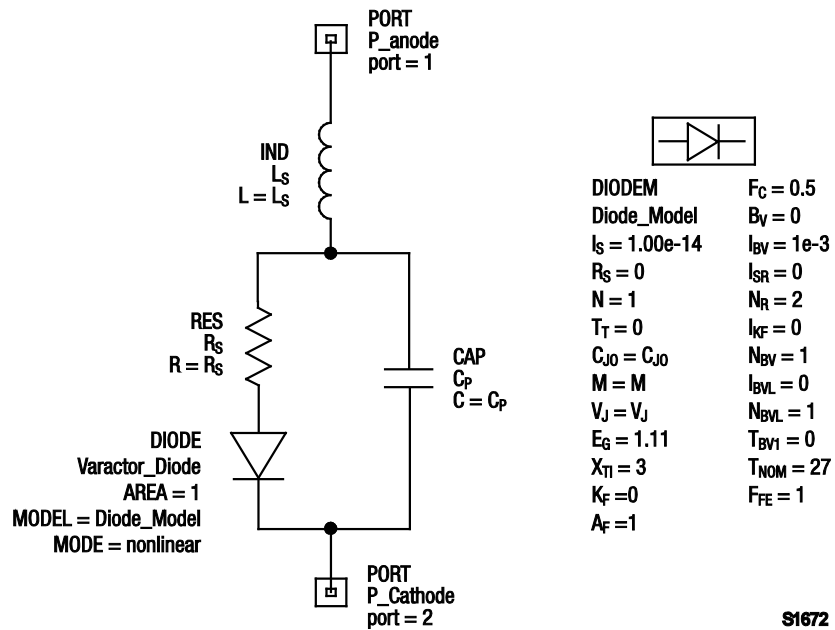 PORT
P_anode
port = 1
IND
LS
L = LS
RES
RS
R = RS
CAP
CP
C = CP
DIODE
Varactor_Diode
AREA = 1
MODEL = Diode_Model
MODE = nonlinear
PORT
P_Cathode
port = 2
DIODEM
Diode_Model
IS = 1.00e-14
RS = 0
N = 1
TT = 0
CJO = CJO
M = M
VJ = VJ
EG = 1.11
XTI = 3
KF =0
AF =1
FC = 0.5
BV = 0
IBV = 1e-3
ISR = 0
NR = 2
IKF = 0
NBV = 1
IBVL = 0
NBVL = 1
TBV1 = 0
TNOM = 27
FFE = 1
S1672